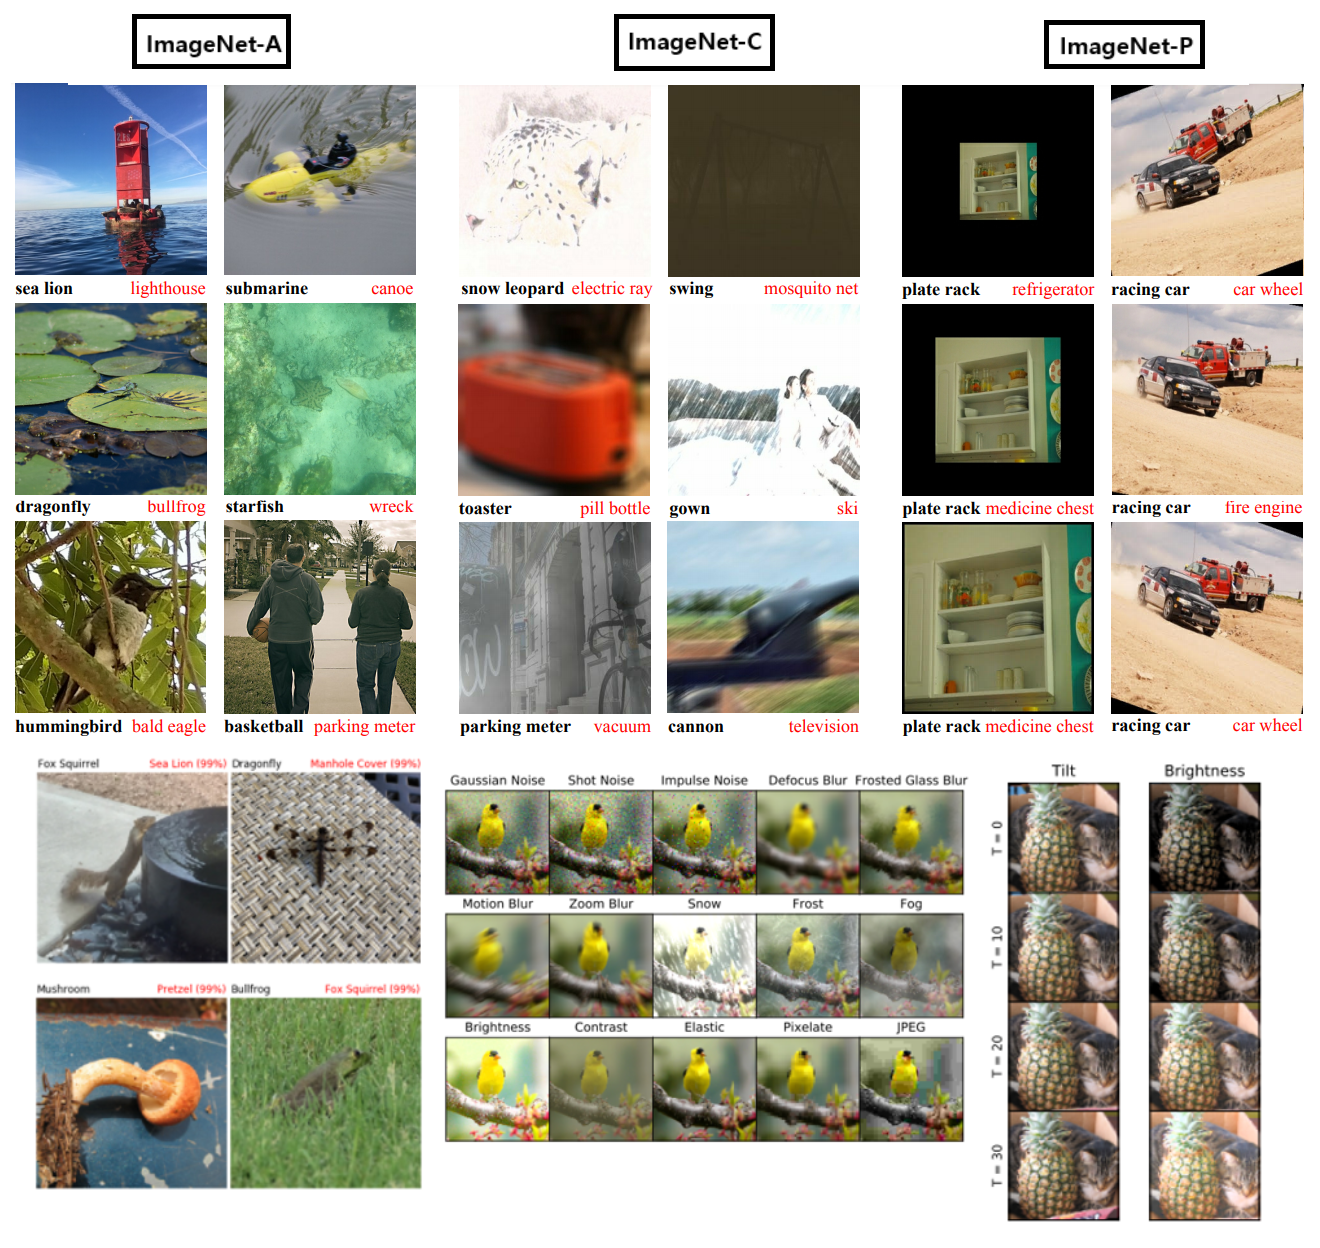 ImageNet-A
ImageNet-C
ImageNet-P
sea lion lighthouse
submarine canoe
snow leopard electric ray
swing mosquito net
plate rack refrigerator
racing car car wheel
dragonfly bullfrog
starfish wreck
toaster pill bottle
gown ski
plate rack medicine chest
racing car fire engine
hummingbird bald eagle
basketball parking meter
parking meter vacuum
cannon television
plate rack medicine chest
racing car car wheel
Fox Squirrel Sea Lion (99%)
Dragonfly Manhole Cover (99%)
Mushroom Pretzel (99%)
Bullfrog Fox Squirrel (99%)
Gaussian Noise Shot Noise Impulse Noise Defocus Blur Frosted Glass Blur
Motion Blur Zoom Blur Snow Frost Fog
Brightness Contrast Elastic Pixelate JPEG
Tilt Brightness
T = 0
T = 10
T = 20
T = 30